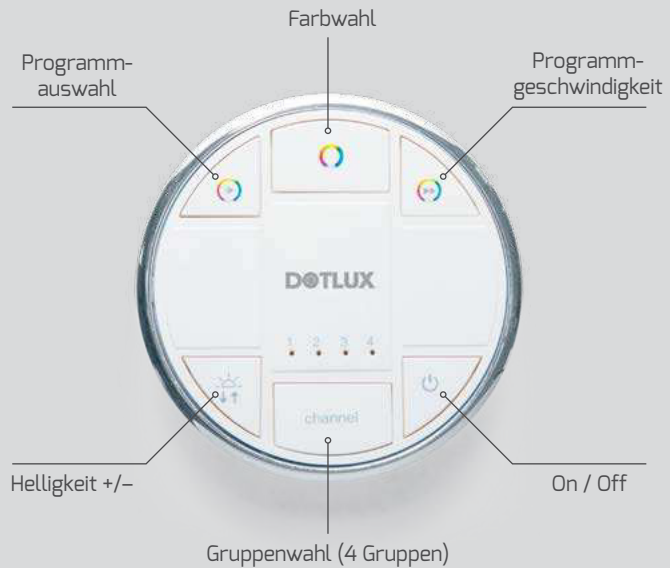 Farbwahl
Programm-
auswahl
Programm-
geschwindigkeit
DOTLUX
1 2 3 4
channel
Helligkeit +/–
On / Off
Gruppenwahl (4 Gruppen)